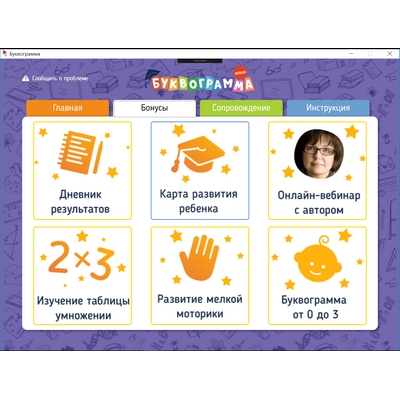 Буквограмма
Сообщить о проблеме
БУКВОГРАММА
Главная
Бонусы
Сопровождение
Инструкция
Дневник
результатов
Карта развития
ребенка
Онлайн-вебинар
с автором
2×3
Изучение таблицы
умножении
Развитие мелкой
моторики
Буквограмма
от 0 до 3